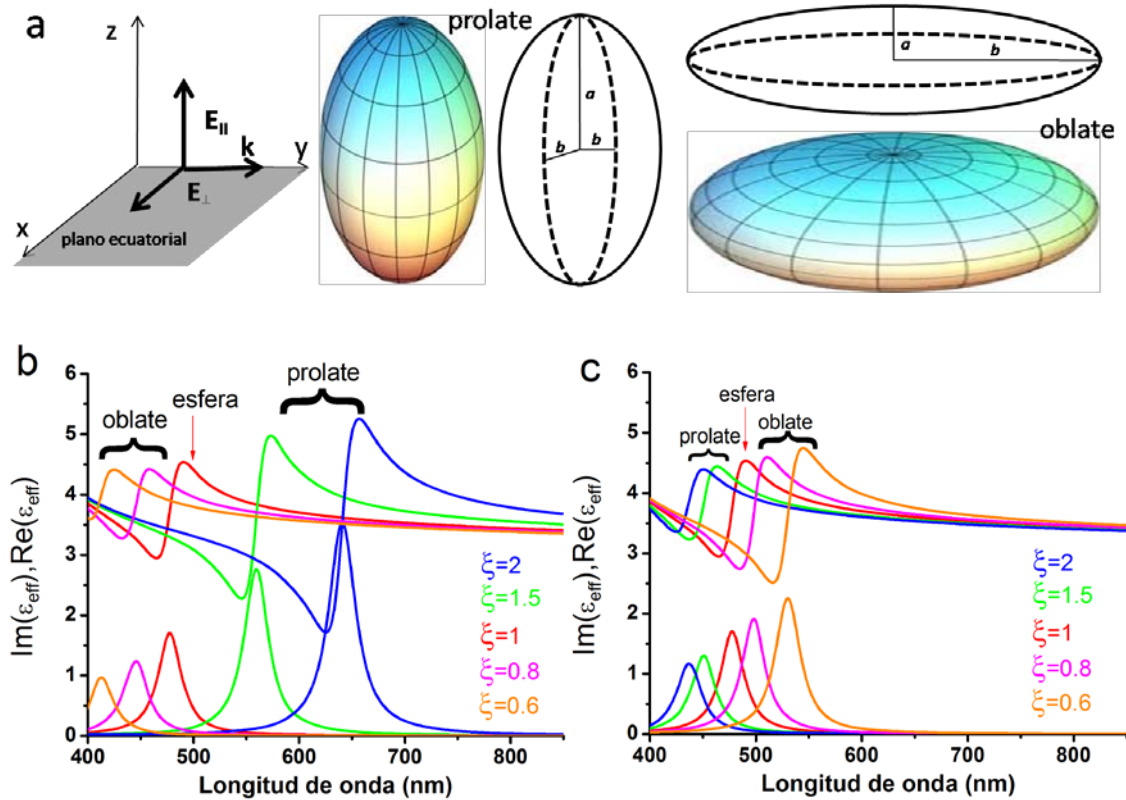 a
z
E||
k
y
E⊥
x
plano ecuatorial
prolate
a
b
b
a
b
oblate
b
6
5
4
3
2
1
0
Im(εeff),Re(εeff)
oblate
esfera
prolate
ξ=2
ξ=1.5
ξ=1
ξ=0.8
ξ=0.6
400 500 600 700 800
Longitud de onda (nm)
c
6
5
4
3
2
1
0
Im(εeff),Re(εeff)
prolate
esfera
oblate
ξ=2
ξ=1.5
ξ=1
ξ=0.8
ξ=0.6
400 500 600 700 800
Longitud de onda (nm)